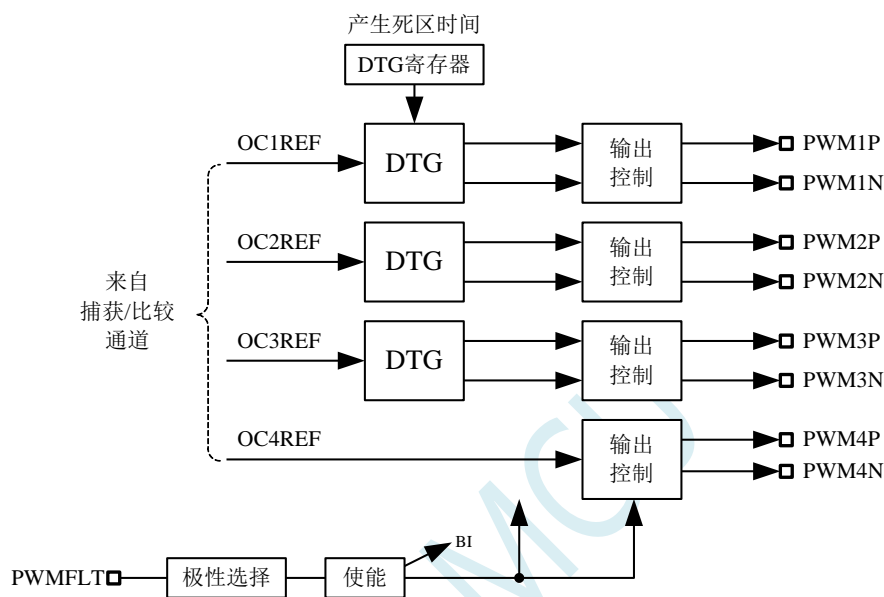 产生死区时间
DTG寄存器
OC1REF
DTG
输出
控制
PWM1P
PWM1N
OC2REF
DTG
输出
控制
PWM2P
PWM2N
来自
捕获/比较
通道
OC3REF
DTG
输出
控制
PWM3P
PWM3N
OC4REF
输出
控制
PWM4P
PWM4N
BI
PWMFLT
极性选择
使能
MCU